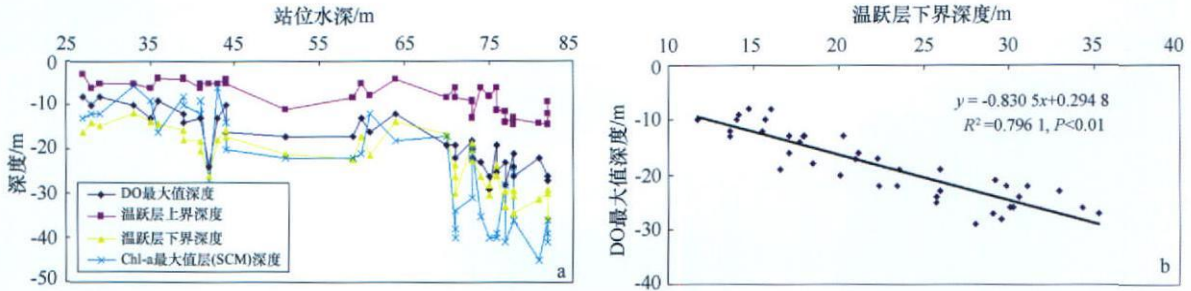 站位水深/m
25 35 45 55 65 75 85
0
-10
-20
-30
-40
-50
深度/m
DO最大值深度
温跃层上界深度
温跃层下界深度
Chl-a最大值层(SCM)深度
a
温跃层下界深度/m
10 15 20 25 30 35 40
0
-10
-20
-30
-40
DO最大值深度/m
y = -0.830 5x+0.294 8
R² =0.796 1, P<0.01
b